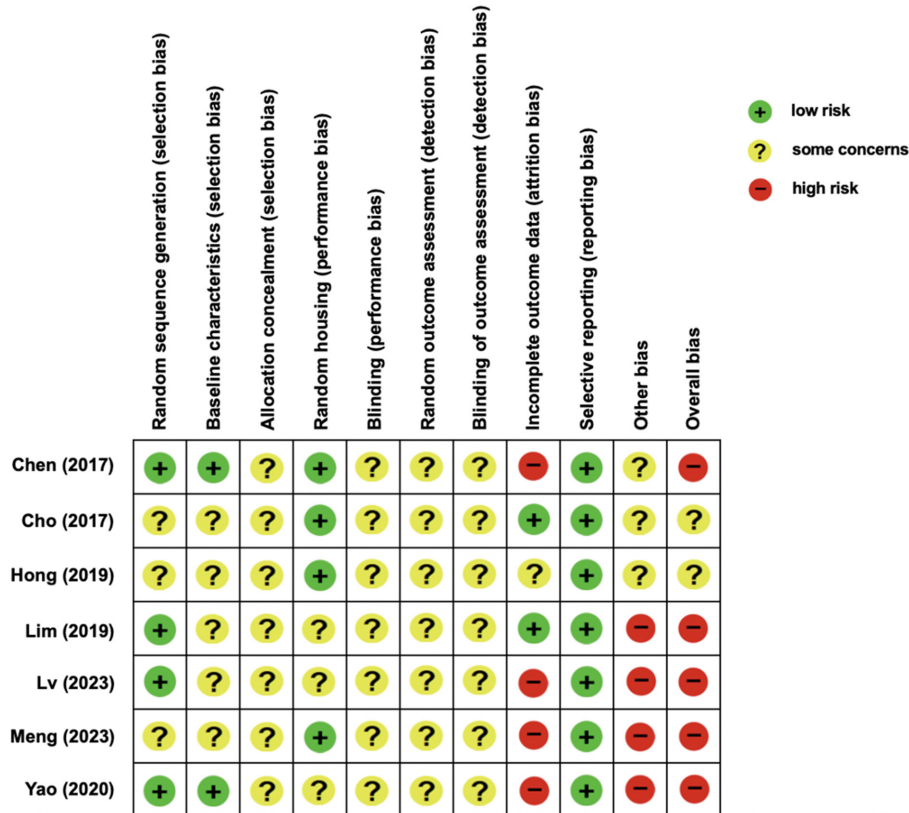 Random sequence generation (selection bias)
Baseline characteristics (selection bias)
Allocation concealment (selection bias)
Random housing (performance bias)
Blinding (performance bias)
Random outcome assessment (detection bias)
Blinding of outcome assessment (detection bias)
Incomplete outcome data (attrition bias)
Selective reporting (reporting bias)
Other bias
Overall bias
+ low risk
? some concerns
− high risk
Chen (2017) + + ? + ? ? ? − + ? −
Cho (2017) ? ? ? + ? ? ? + + ? ?
Hong (2019) ? ? ? + ? ? ? ? + ? ?
Lim (2019) + ? ? ? ? ? ? + + − −
Lv (2023) + ? ? ? ? ? ? − + − −
Meng (2023) ? ? ? + ? ? ? − + − −
Yao (2020) + + ? ? ? ? ? − + − −